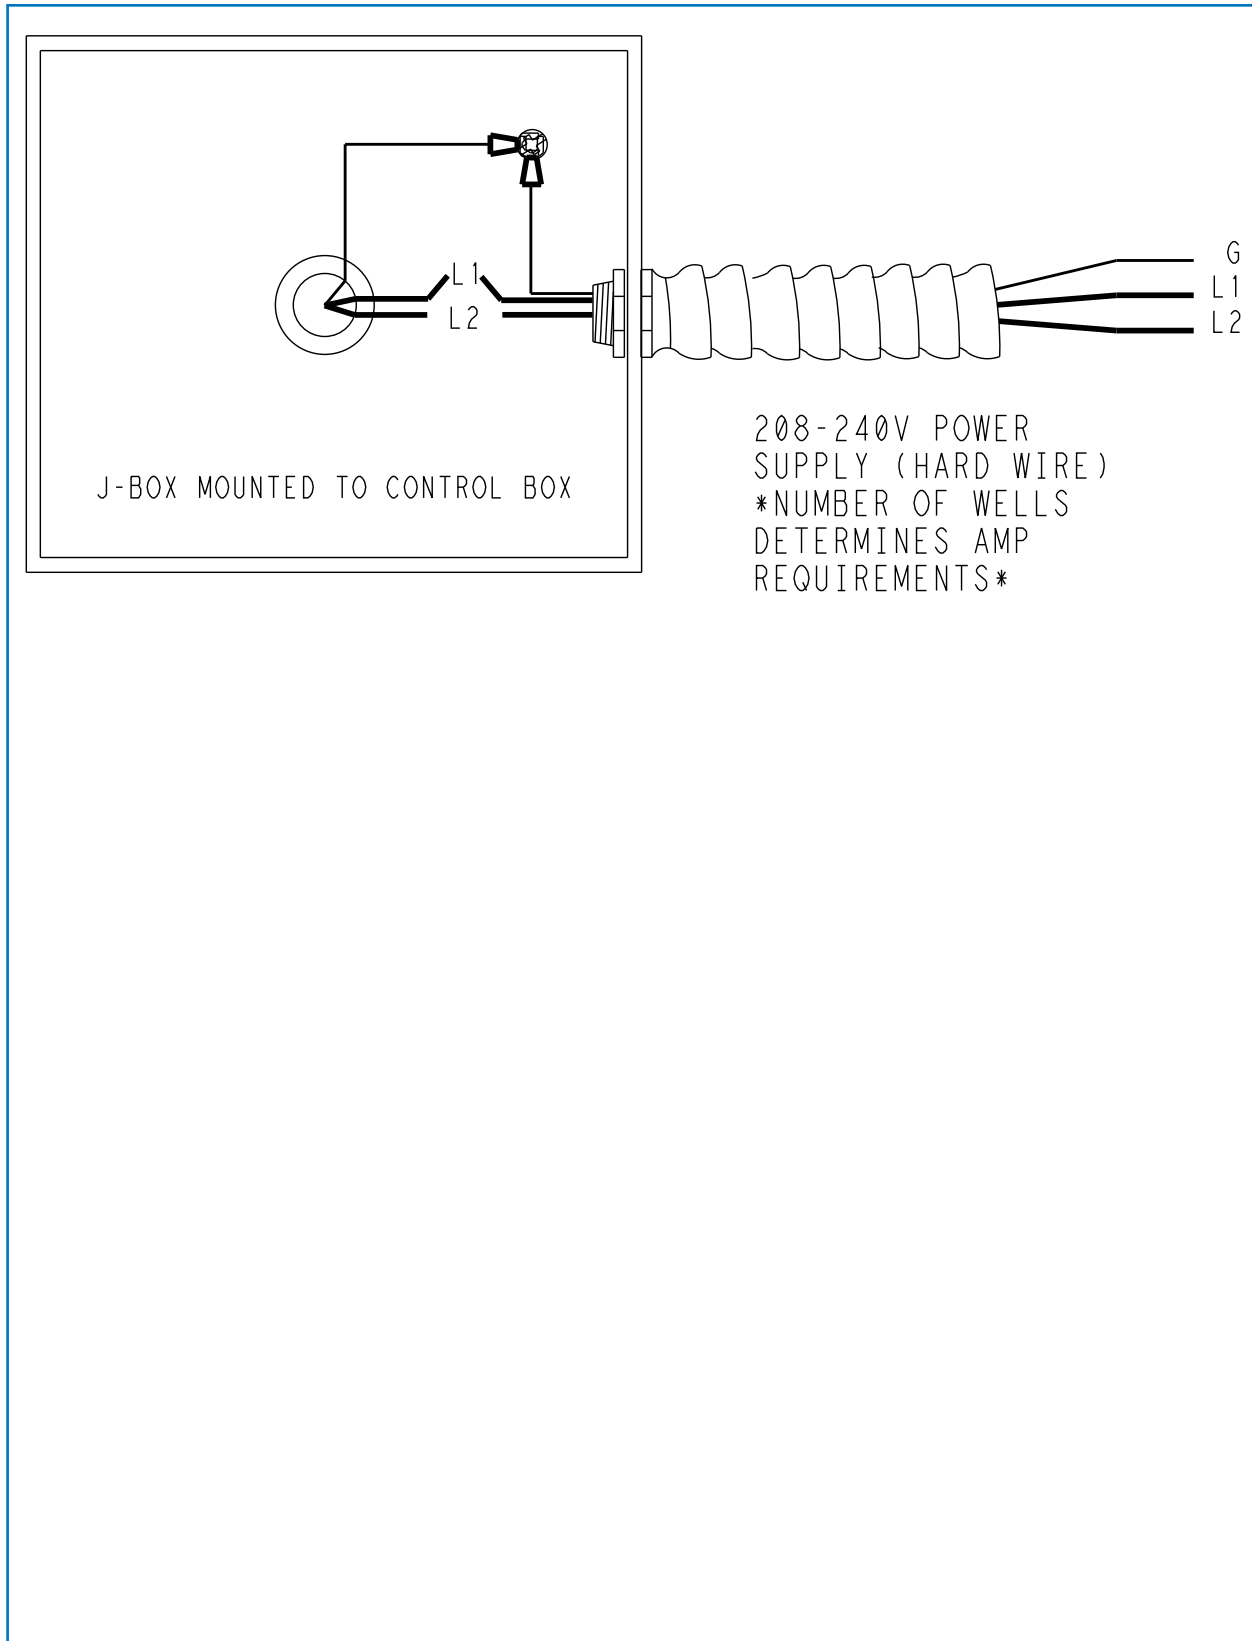 L1
L2
G
L1
L2
208-240V POWER
SUPPLY (HARD WIRE)
*NUMBER OF WELLS
DETERMINES AMP
REQUIREMENTS*
J-BOX MOUNTED TO CONTROL BOX